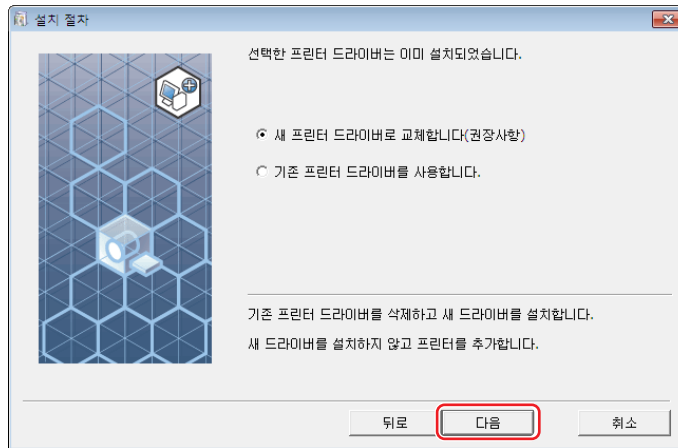 설치 절차
선택한 프린터 드라이버는 이미 설치되었습니다.
새 프린터 드라이버로 교체합니다(권장사항)
기존 프린터 드라이버를 사용합니다.
기존 프린터 드라이버를 삭제하고 새 드라이버를 설치합니다.
새 드라이버를 설치하지 않고 프린터를 추가합니다.
뒤로
다음
취소